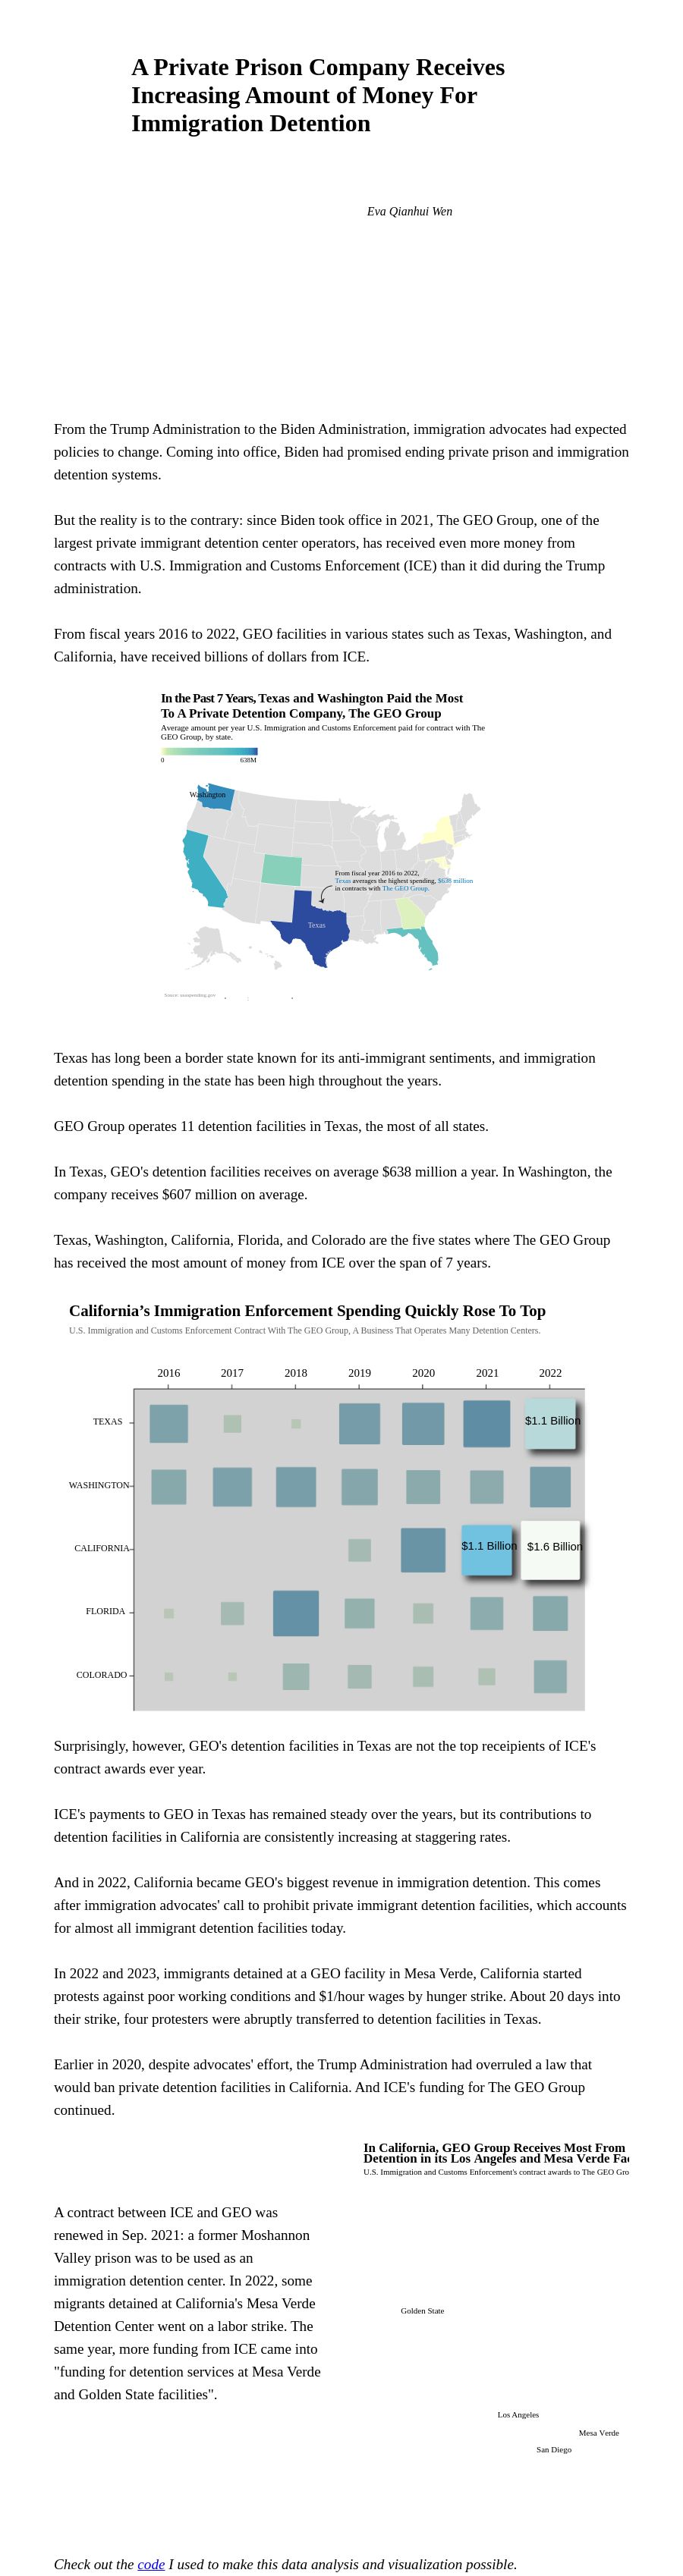 A Private Prison Company Receives
Increasing Amount of Money For
Immigration Detention
Eva Qianhui Wen
From the Trump Administration to the Biden Administration, immigration advocates had expected
policies to change. Coming into office, Biden had promised ending private prison and immigration
detention systems.
But the reality is to the contrary: since Biden took office in 2021, The GEO Group, one of the
largest private immigrant detention center operators, has received even more money from
contracts with U.S. Immigration and Customs Enforcement (ICE) than it did during the Trump
administration.
From fiscal years 2016 to 2022, GEO facilities in various states such as Texas, Washington, and
California, have received billions of dollars from ICE.
In the Past 7 Years, Texas and Washington Paid the Most
To A Private Detention Company, The GEO Group
Average amount per year U.S. Immigration and Customs Enforcement paid for contract with The
GEO Group, by state.
0 638M
Washington
From fiscal year 2016 to 2022,
Texas averages the highest spending, $638 million
in contracts with The GEO Group.
Texas
Source: usaspending.gov
Texas has long been a border state known for its anti-immigrant sentiments, and immigration
detention spending in the state has been high throughout the years.
GEO Group operates 11 detention facilities in Texas, the most of all states.
In Texas, GEO's detention facilities receives on average $638 million a year. In Washington, the
company receives $607 million on average.
Texas, Washington, California, Florida, and Colorado are the five states where The GEO Group
has received the most amount of money from ICE over the span of 7 years.
California’s Immigration Enforcement Spending Quickly Rose To Top
U.S. Immigration and Customs Enforcement Contract With The GEO Group, A Business That Operates Many Detention Centers.
2016 2017 2018 2019 2020 2021 2022
TEXAS
$1.1 Billion
WASHINGTON
CALIFORNIA
$1.1 Billion $1.6 Billion
FLORIDA
COLORADO
Surprisingly, however, GEO's detention facilities in Texas are not the top receipients of ICE's
contract awards ever year.
ICE's payments to GEO in Texas has remained steady over the years, but its contributions to
detention facilities in California are consistently increasing at staggering rates.
And in 2022, California became GEO's biggest revenue in immigration detention. This comes
after immigration advocates' call to prohibit private immigrant detention facilities, which accounts
for almost all immigrant detention facilities today.
In 2022 and 2023, immigrants detained at a GEO facility in Mesa Verde, California started
protests against poor working conditions and $1/hour wages by hunger strike. About 20 days into
their strike, four protesters were abruptly transferred to detention facilities in Texas.
Earlier in 2020, despite advocates' effort, the Trump Administration had overruled a law that
would ban private detention facilities in California. And ICE's funding for The GEO Group
continued.
In California, GEO Group Receives Most From
Detention in its Los Angeles and Mesa Verde Fac
U.S. Immigration and Customs Enforcement's contract awards to The GEO Gro
A contract between ICE and GEO was
renewed in Sep. 2021: a former Moshannon
Valley prison was to be used as an
immigration detention center. In 2022, some
migrants detained at California's Mesa Verde
Detention Center went on a labor strike. The
same year, more funding from ICE came into
"funding for detention services at Mesa Verde
and Golden State facilities".
Golden State
Los Angeles
Mesa Verde
San Diego
Check out the code I used to make this data analysis and visualization possible.